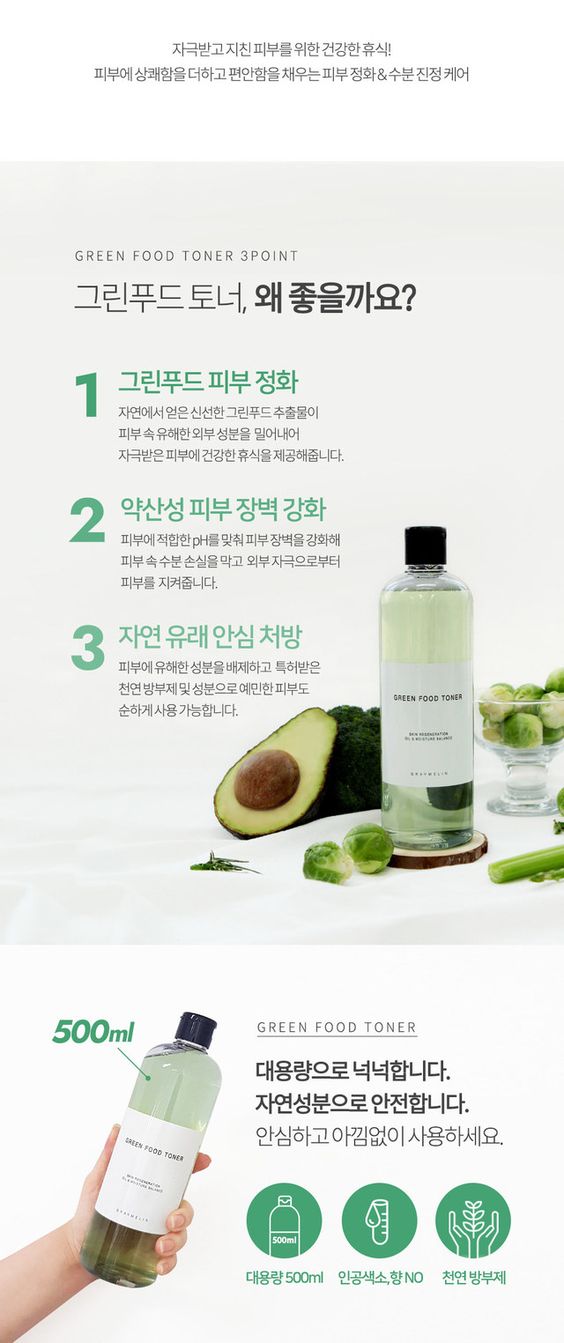 자극받고 지친 피부를 위한 건강한 휴식!
피부에 상쾌함을 더하고 편안함을 채우는 피부 정화 & 수분 진정 케어
GREEN FOOD TONER 3POINT
그린푸드 토너, 왜 좋을까요?
1 그린푸드 피부 정화
자연에서 얻은 신선한 그린푸드 추출물이
피부 속 유해한 외부 성분을 밀어내어
자극받은 피부에 건강한 휴식을 제공해줍니다.
2 약산성 피부 장벽 강화
피부에 적합한 pH를 맞춰 피부 장벽을 강화해
피부 속 수분 손실을 막고 외부 자극으로부터
피부를 지켜줍니다.
3 자연 유래 안심 처방
피부에 유해한 성분을 배제하고 특허받은
천연 방부제 및 성분으로 예민한 피부도
순하게 사용 가능합니다.
GREEN FOOD TONER
SKIN REGENERATION
OIL & MOISTURE BALANCE
GRAYMELIN
500ml
GREEN FOOD TONER
SKIN REGENERATION
OIL & MOISTURE BALANCE
GRAYMELIN
GREEN FOOD TONER
대용량으로 넉넉합니다.
자연성분으로 안전합니다.
안심하고 아낌없이 사용하세요.
500ml
대용량 500ml
인공색소,향 NO
천연 방부제